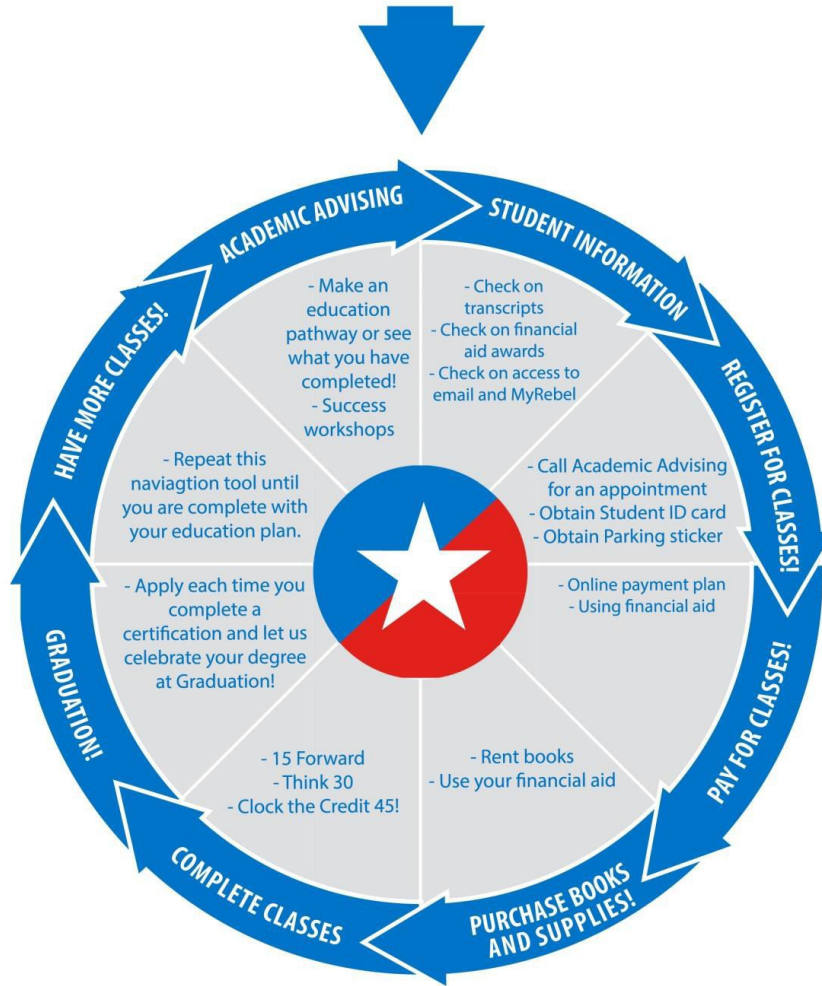 ACADEMIC ADVISING
- Make an
education
pathway or see
what you have
completed!
- Success
workshops
STUDENT INFORMATION
- Check on
transcripts
- Check on financial
aid awards
- Check on access to
email and MyRebel
REGISTER FOR CLASSES!
- Call Academic Advising
for an appointment
- Obtain Student ID card
- Obtain Parking sticker
PAY FOR CLASSES!
- Online payment plan
- Using financial aid
PURCHASE BOOKS
AND SUPPLIES!
- Rent books
- Use your financial aid
COMPLETE CLASSES
- 15 Forward
- Think 30
- Clock the Credit 45!
GRADUATION!
- Apply each time you
complete a
certification and let us
celebrate your degree
at Graduation!
HAVE MORE CLASSES!
- Repeat this
naviagtion tool until
you are complete with
your education plan.